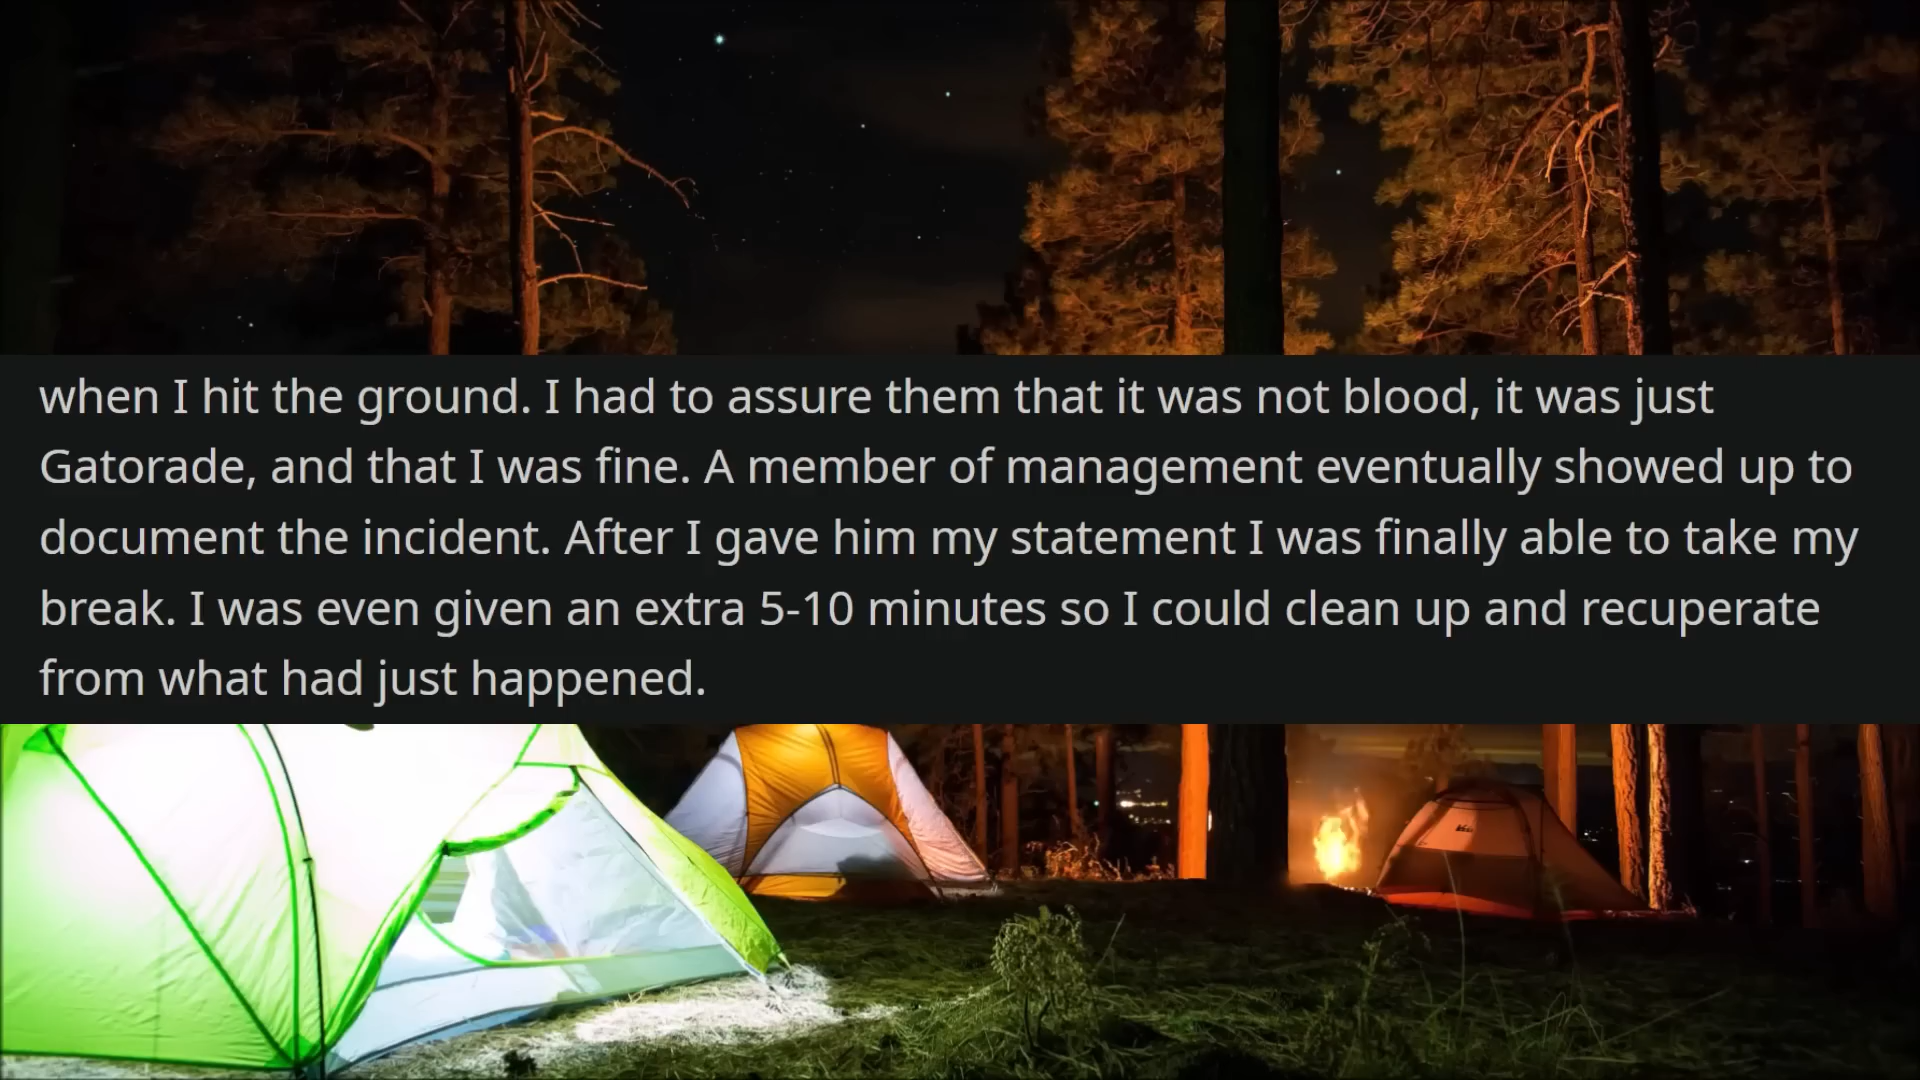 when I hit the ground. I had to assure them that it was not blood, it was just
Gatorade, and that I was fine. A member of management eventually showed up to
document the incident. After I gave him my statement I was finally able to take my
break. I was even given an extra 5-10 minutes so I could clean up and recuperate
from what had just happened.